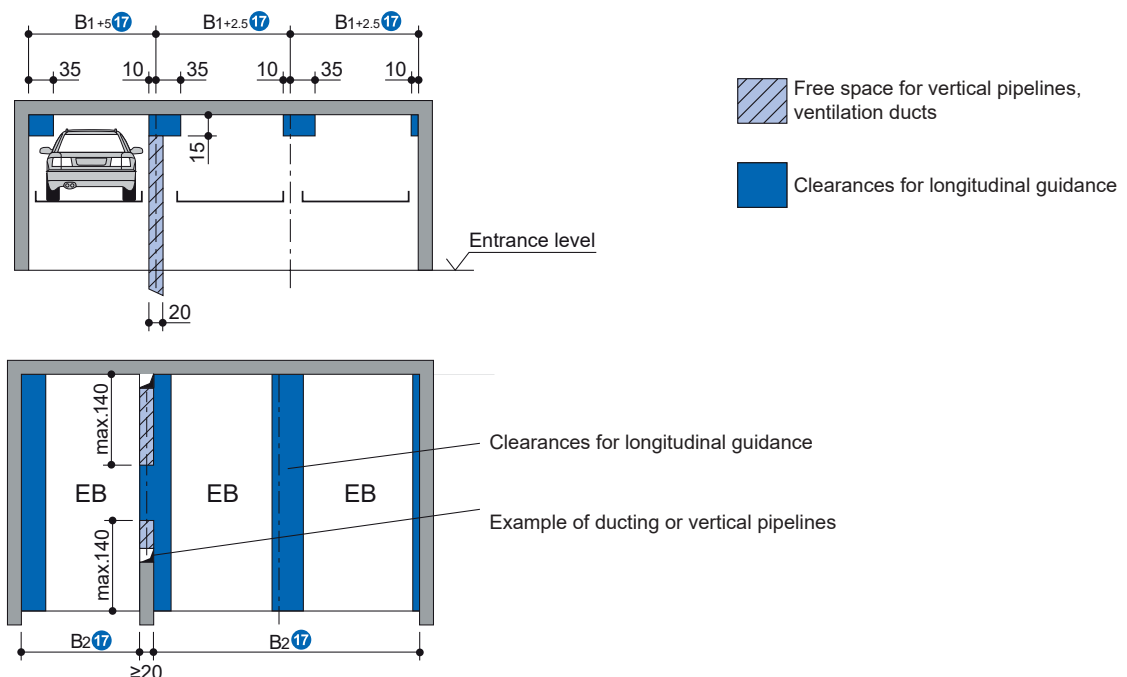 B1+5 17 B1+2.5 17 B1+2.5 17
35 10 35 10 35 10
Free space for vertical pipelines,
ventilation ducts
15
Clearances for longitudinal guidance
Entrance level
20
max.140
Clearances for longitudinal guidance
EB EB EB
Example of ducting or vertical pipelines
max.140
B2 17 B2 17
≥20